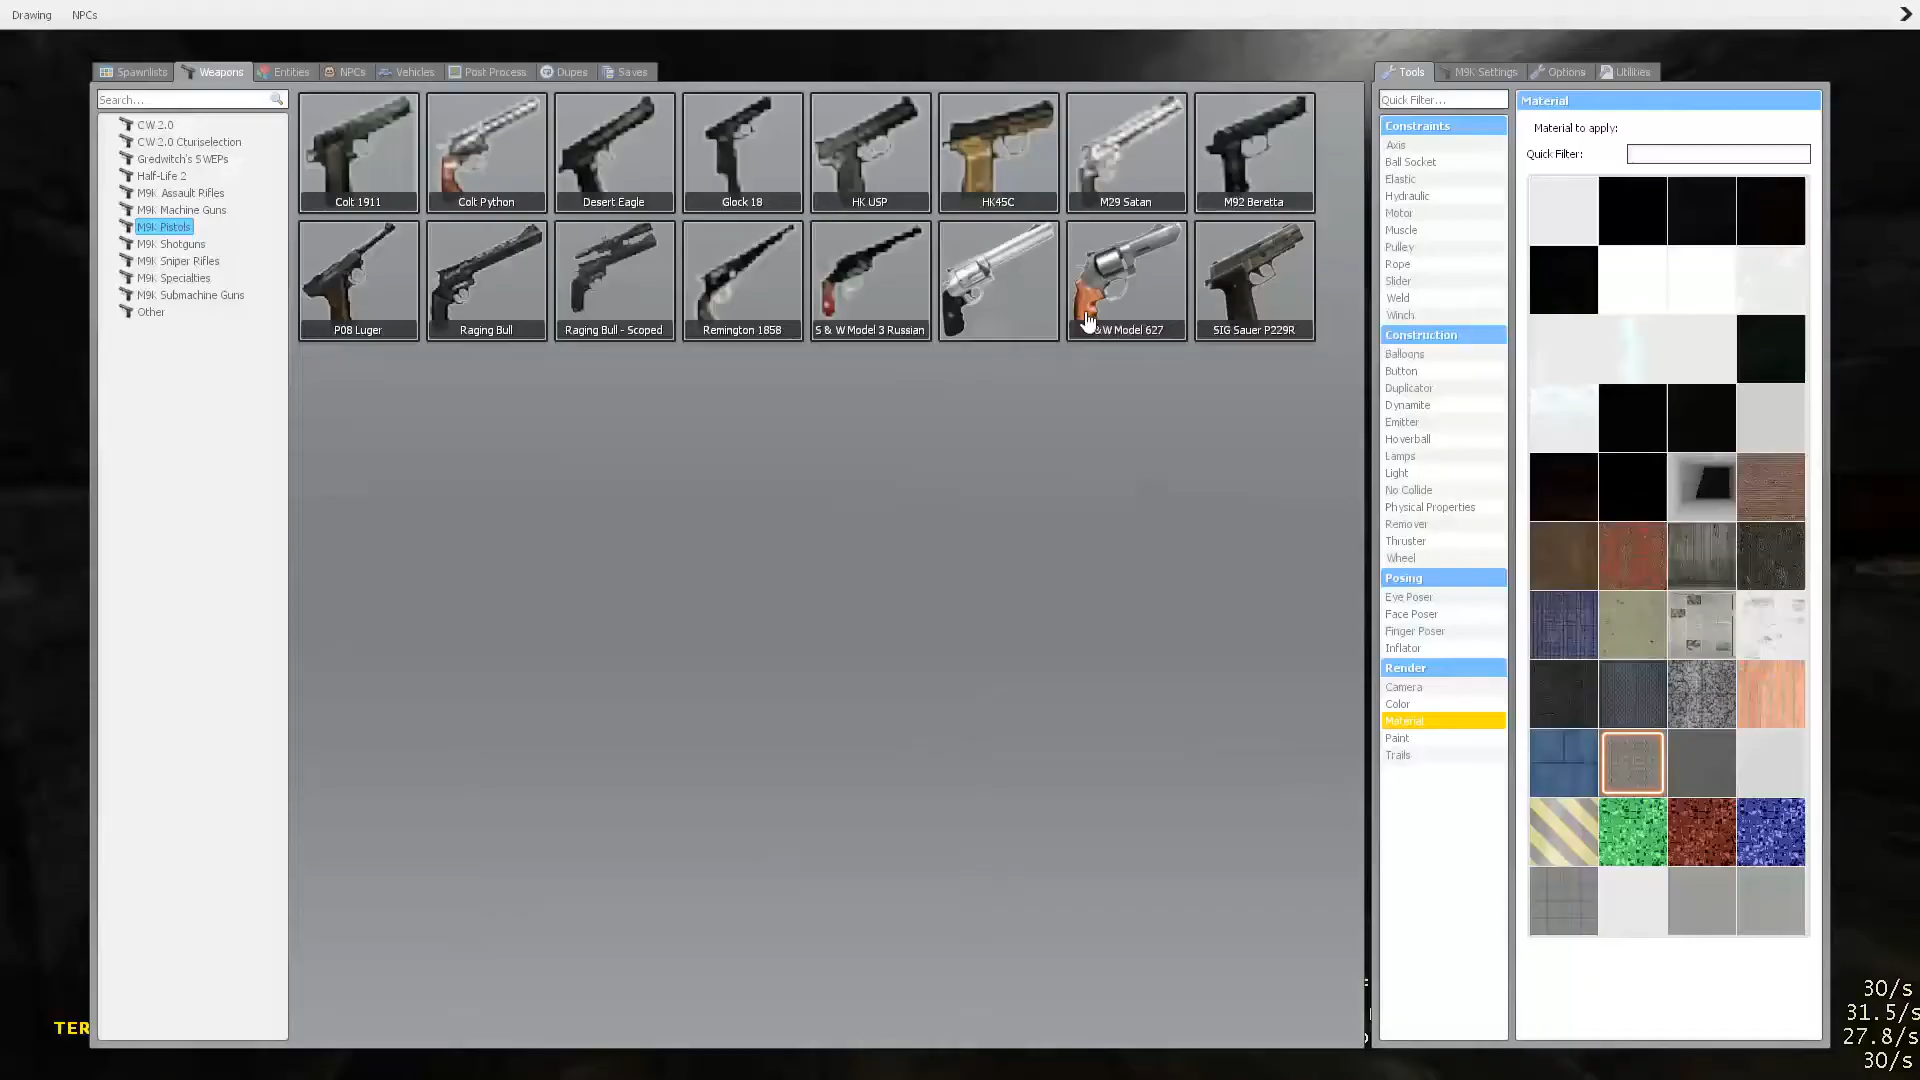 Drawing NPCs
Spawnlists Weapons Entities NPCs Vehicles Post Process Dupes Saves
Search...
CW 2.0
CW 2.0 Cturiselection
Gredwitch's SWEPs
Half-Life 2
M9K Assault Rifles
M9K Machine Guns
M9K Pistols
M9K Shotguns
M9K Sniper Rifles
M9K Specialties
M9K Submachine Guns
Other
Colt 1911
Colt Python
Desert Eagle
Glock 18
HK USP
HK45C
M29 Satan
M92 Beretta
P08 Luger
Raging Bull
Raging Bull - Scoped
Remington 1858
S & W Model 3 Russian
& W Model 627
SIG Sauer P229R
Tools M9K Settings Options Utilities
Quick Filter...
Constraints
Axis
Ball Socket
Elastic
Hydraulic
Motor
Muscle
Pulley
Rope
Slider
Weld
Winch
Construction
Balloons
Button
Duplicator
Dynamite
Emitter
Hoverball
Lamps
Light
No Collide
Physical Properties
Remover
Thruster
Wheel
Posing
Eye Poser
Face Poser
Finger Poser
Inflator
Render
Camera
Color
Material
Paint
Trails
Material
Material to apply:
Quick Filter:
TER
30/s
31.5/s
27.8/s
30/s